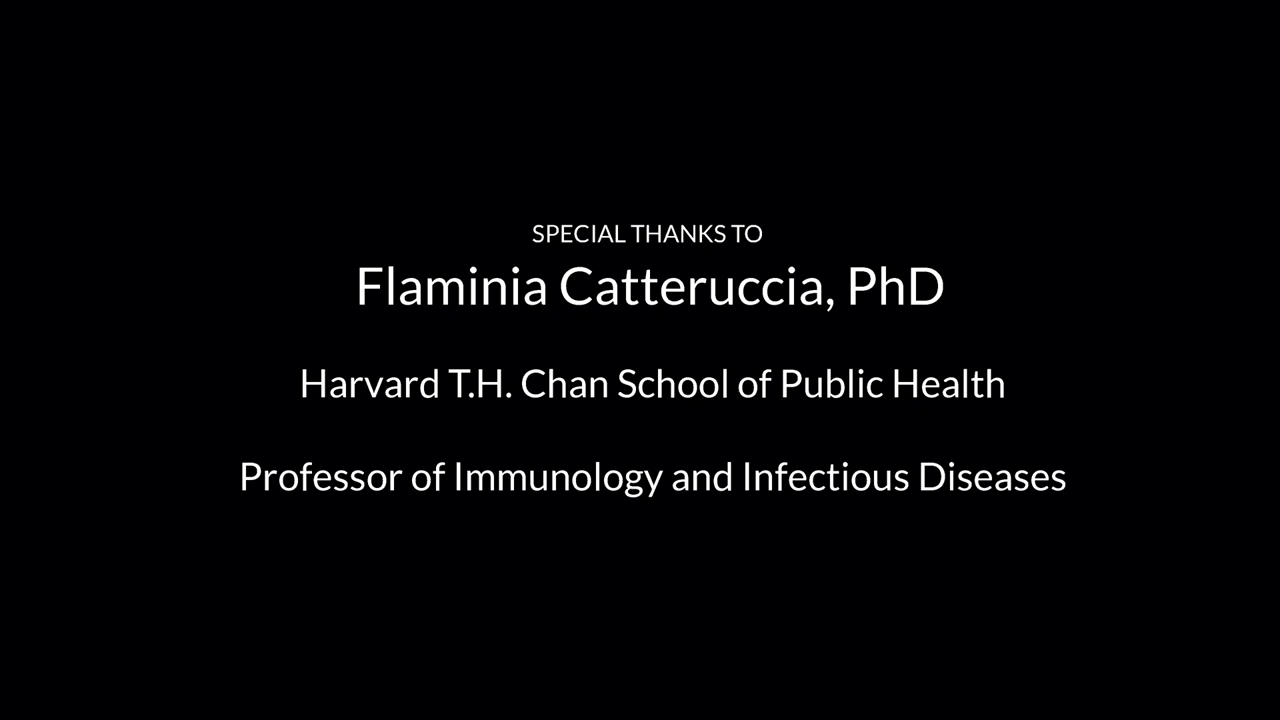 SPECIAL THANKS TO
Flaminia Catteruccia, PhD
Harvard T.H. Chan School of Public Health
Professor of Immunology and Infectious Diseases